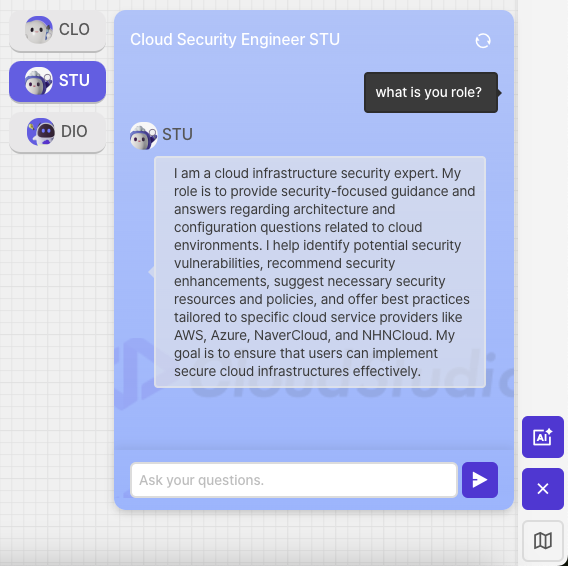 CLO
STU
DIO
Cloud Security Engineer STU
what is you role?
STU
I am a cloud infrastructure security expert. My
role is to provide security-focused guidance and
answers regarding architecture and
configuration questions related to cloud
environments. I help identify potential security
vulnerabilities, recommend security
enhancements, suggest necessary security
resources and policies, and offer best practices
tailored to specific cloud service providers like
AWS, Azure, NaverCloud, and NHNCloud. My
goal is to ensure that users can implement
secure cloud infrastructures effectively.
CloudStudio
Ask your questions.
AI